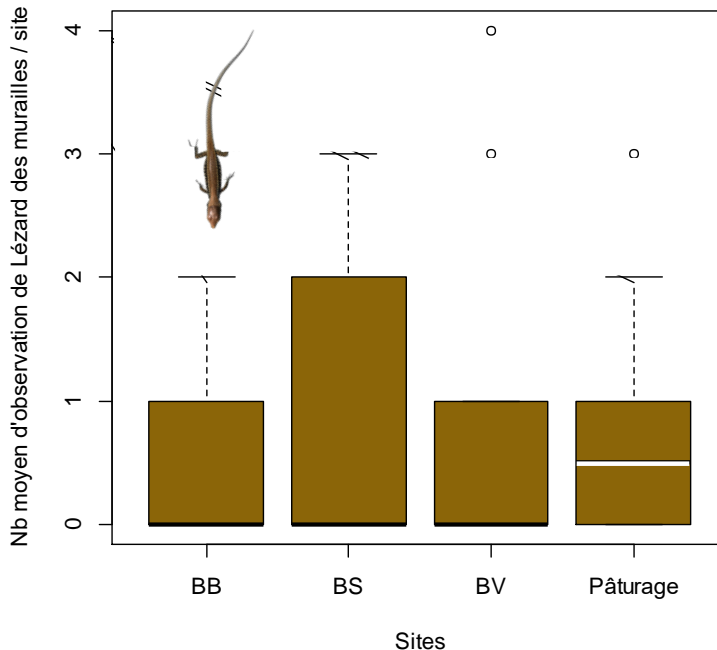 Nb moyen d'observation de Lézard des murailles / site
4
3
2
1
0
BB BS BV Pâturage
Sites